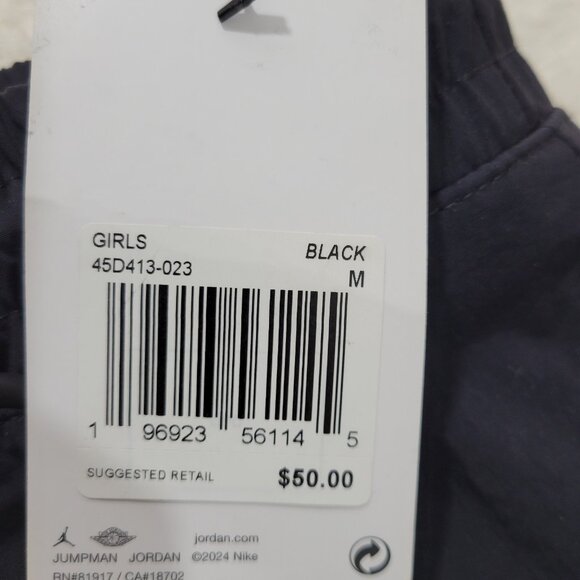 GIRLS BLACK
45D413-023 M
1 96923 56114 5
SUGGESTED RETAIL $50.00
jordan.com
JUMPMAN JORDAN ©2024 Nike
RN#81917 / CA#18702